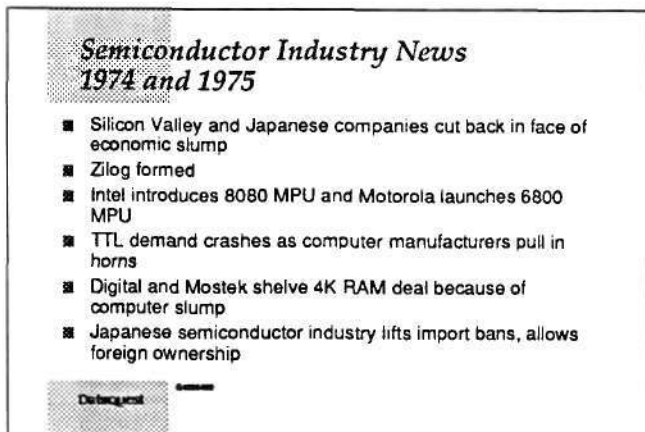 Semiconductor Industry News
1974 and 1975
Silicon Valley and Japanese companies cut back in face of
economic slump
Zilog formed
Intel introduces 8080 MPU and Motorola launches 6800
MPU
TTL demand crashes as computer manufacturers pull in
horns
Digital and Mostek shelve 4K RAM deal because of
computer slump
Japanese semiconductor industry lifts import bans, allows
foreign ownership
Dataquest